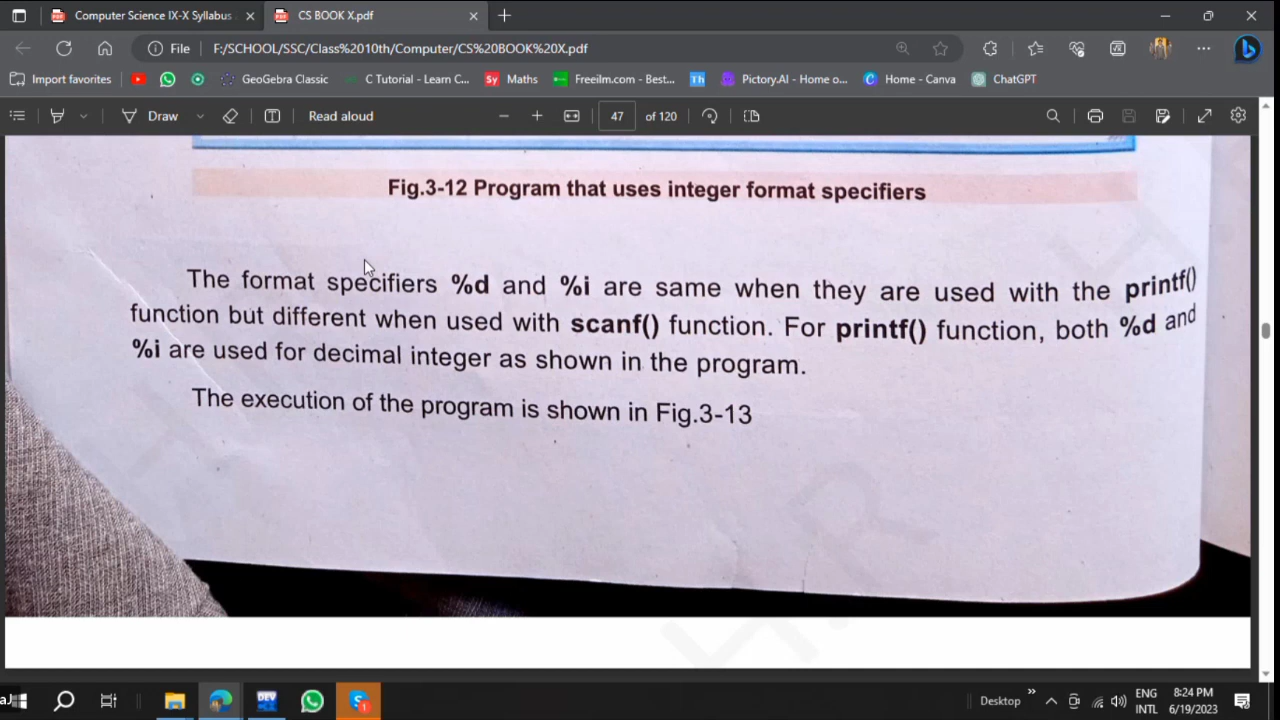 Computer Science IX-X Syllabus
CS BOOK X.pdf
File
F:/SCHOOL/SSC/Class%2010th/Computer/CS%20BOOK%20X.pdf
Import favorites
GeoGebra Classic
C Tutorial - Learn C...
Sy Maths
Freeilm.com - Best...
Th
Pictory.AI - Home o...
Home - Canva
ChatGPT
Draw
Read aloud
47 of 120
Fig.3-12 Program that uses integer format specifiers
The format specifiers %d and %i are same when they are used with the printf()
function but different when used with scanf() function. For printf() function, both %d and
%i are used for decimal integer as shown in the program.
The execution of the program is shown in Fig.3-13
DEV
Desktop
ENG
INTL
8:24 PM
6/19/2023